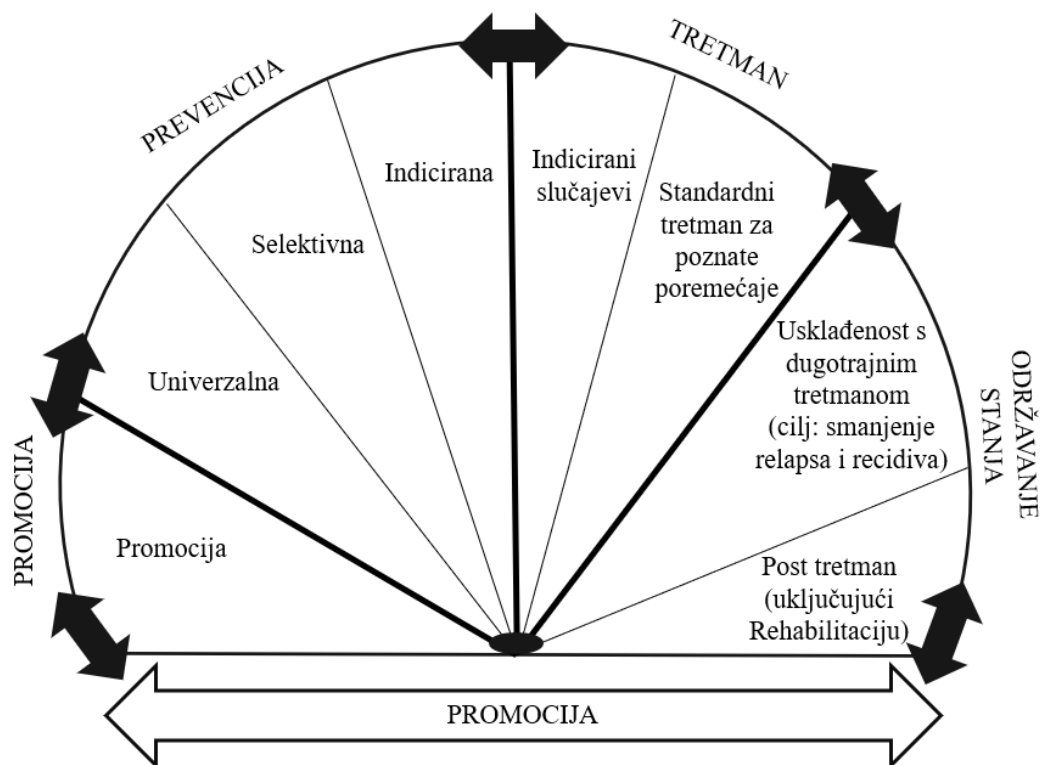 PROMOCIJA
PREVENCIJA
TRETMAN
ODRŽAVANJE
STANJA
Promocija
Univerzalna
Selektivna
Indicirana
Indicirani
slučajevi
Standardni
tretman za
poznate
poremećaje
Usklađenost s
dugotrajnim
tretmanom
(cilj: smanjenje
relapsa i recidiva)
Post tretman
(uključujući
Rehabilitaciju)
PROMOCIJA